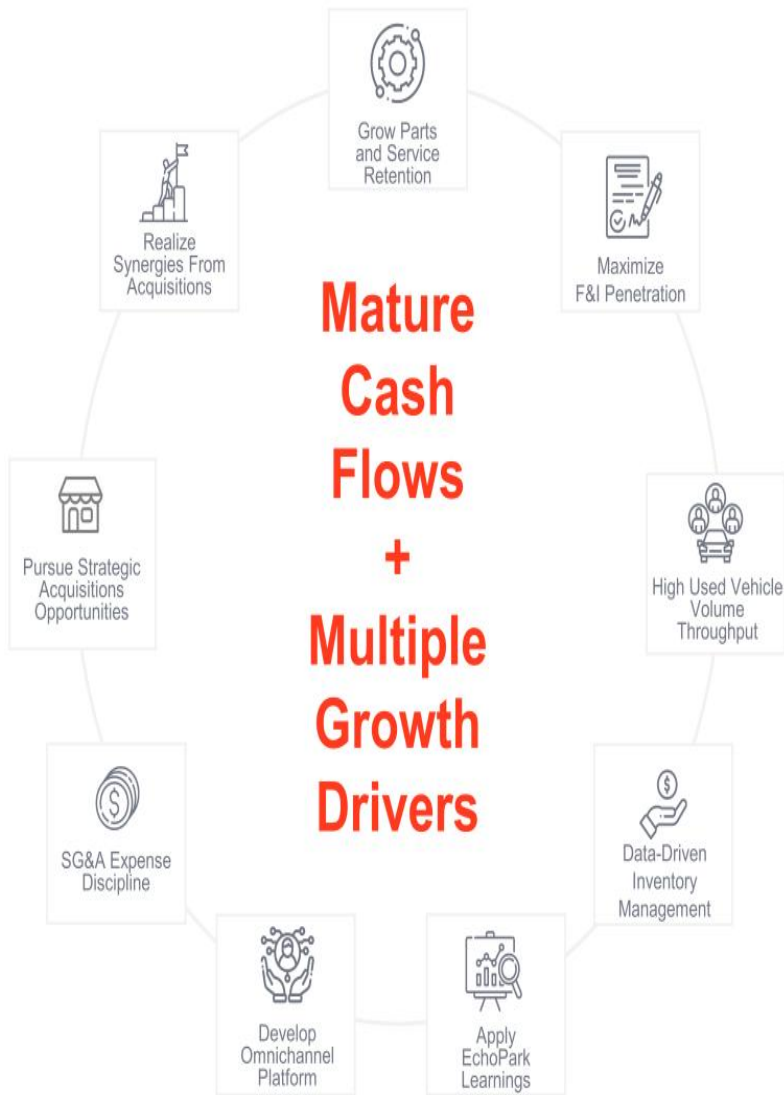 Grow Parts
and Service
Retention
Realize
Synergies From
Acquisitions
Maximize
F&I Penetration
Mature
Cash
Flows
+
Multiple
Growth
Drivers
Pursue Strategic
Acquisitions
Opportunities
High Used Vehicle
Volume
Throughput
SG&A Expense
Discipline
Data-Driven
Inventory
Management
Develop
Omnichannel
Platform
Apply
EchoPark
Learnings